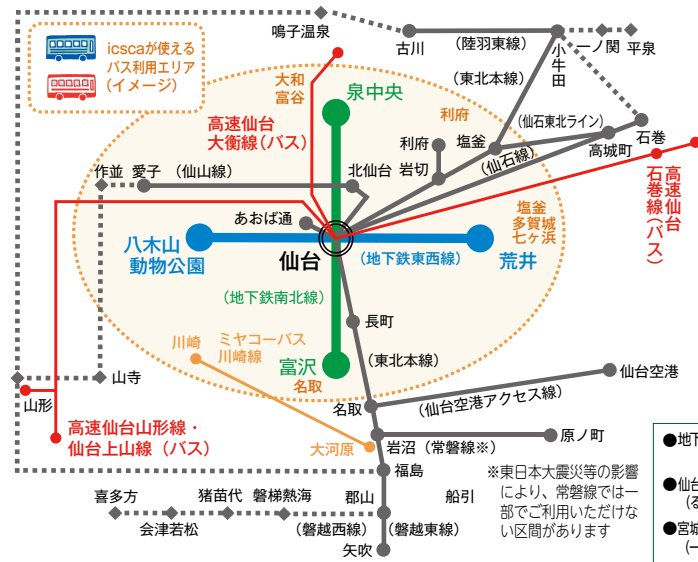 icscaが使える
バス利用エリア
(イメージ)
鳴子温泉
古川
(陸羽東線)
小牛田
一ノ関
平泉
(東北本線)
大和
富谷
泉中央
利府
高速仙台
大衡線(バス)
利府
塩釜
(仙石東北ライン)
石巻
高城町
(仙石線)
岩切
作並
愛子
(仙山線)
北仙台
高速仙台
石巻線(バス)
あおば通
塩釜
多賀城
七ヶ浜
八木山
動物公園
仙台
(地下鉄東西線)
荒井
(地下鉄南北線)
長町
川崎
ミヤコーバス
川崎線
(東北本線)
富沢
名取
山寺
山形
仙台空港
名取
(仙台空港アクセス線)
高速仙台山形線・
仙台上山線(バス)
大河原
岩沼
(常磐線※)
原ノ町
福島
※東日本大震災等の影響
により、常磐線では一
部でご利用いただけな
い区間があります
喜多方
猪苗代
磐梯熱海
郡山
船引
会津若松
(磐越西線)
(磐越東線)
矢吹
●地下
●仙台
(る
●宮城
(一